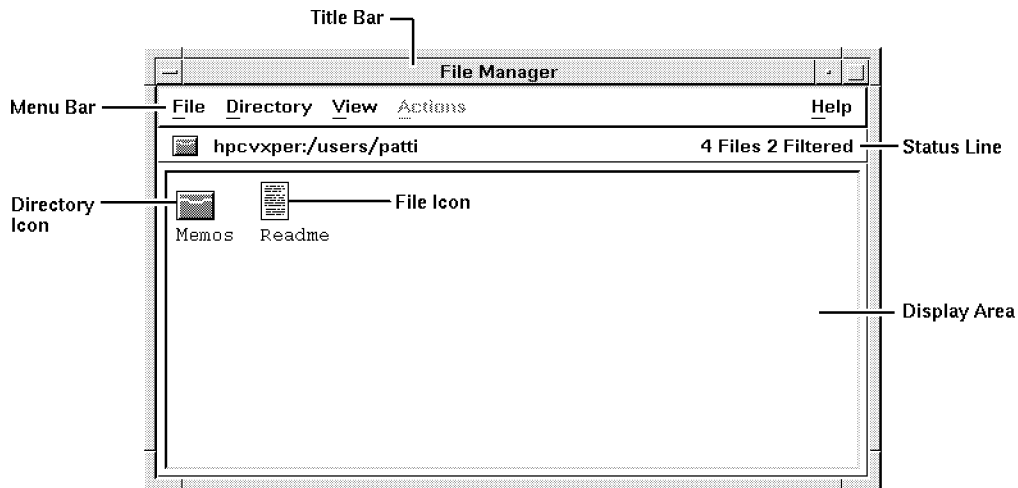 Title Bar
File Manager
Menu Bar
File Directory View Actions Help
hpcvxper:/users/patti 4 Files 2 Filtered
Status Line
Directory
Icon
File Icon
Memos Readme
Display Area